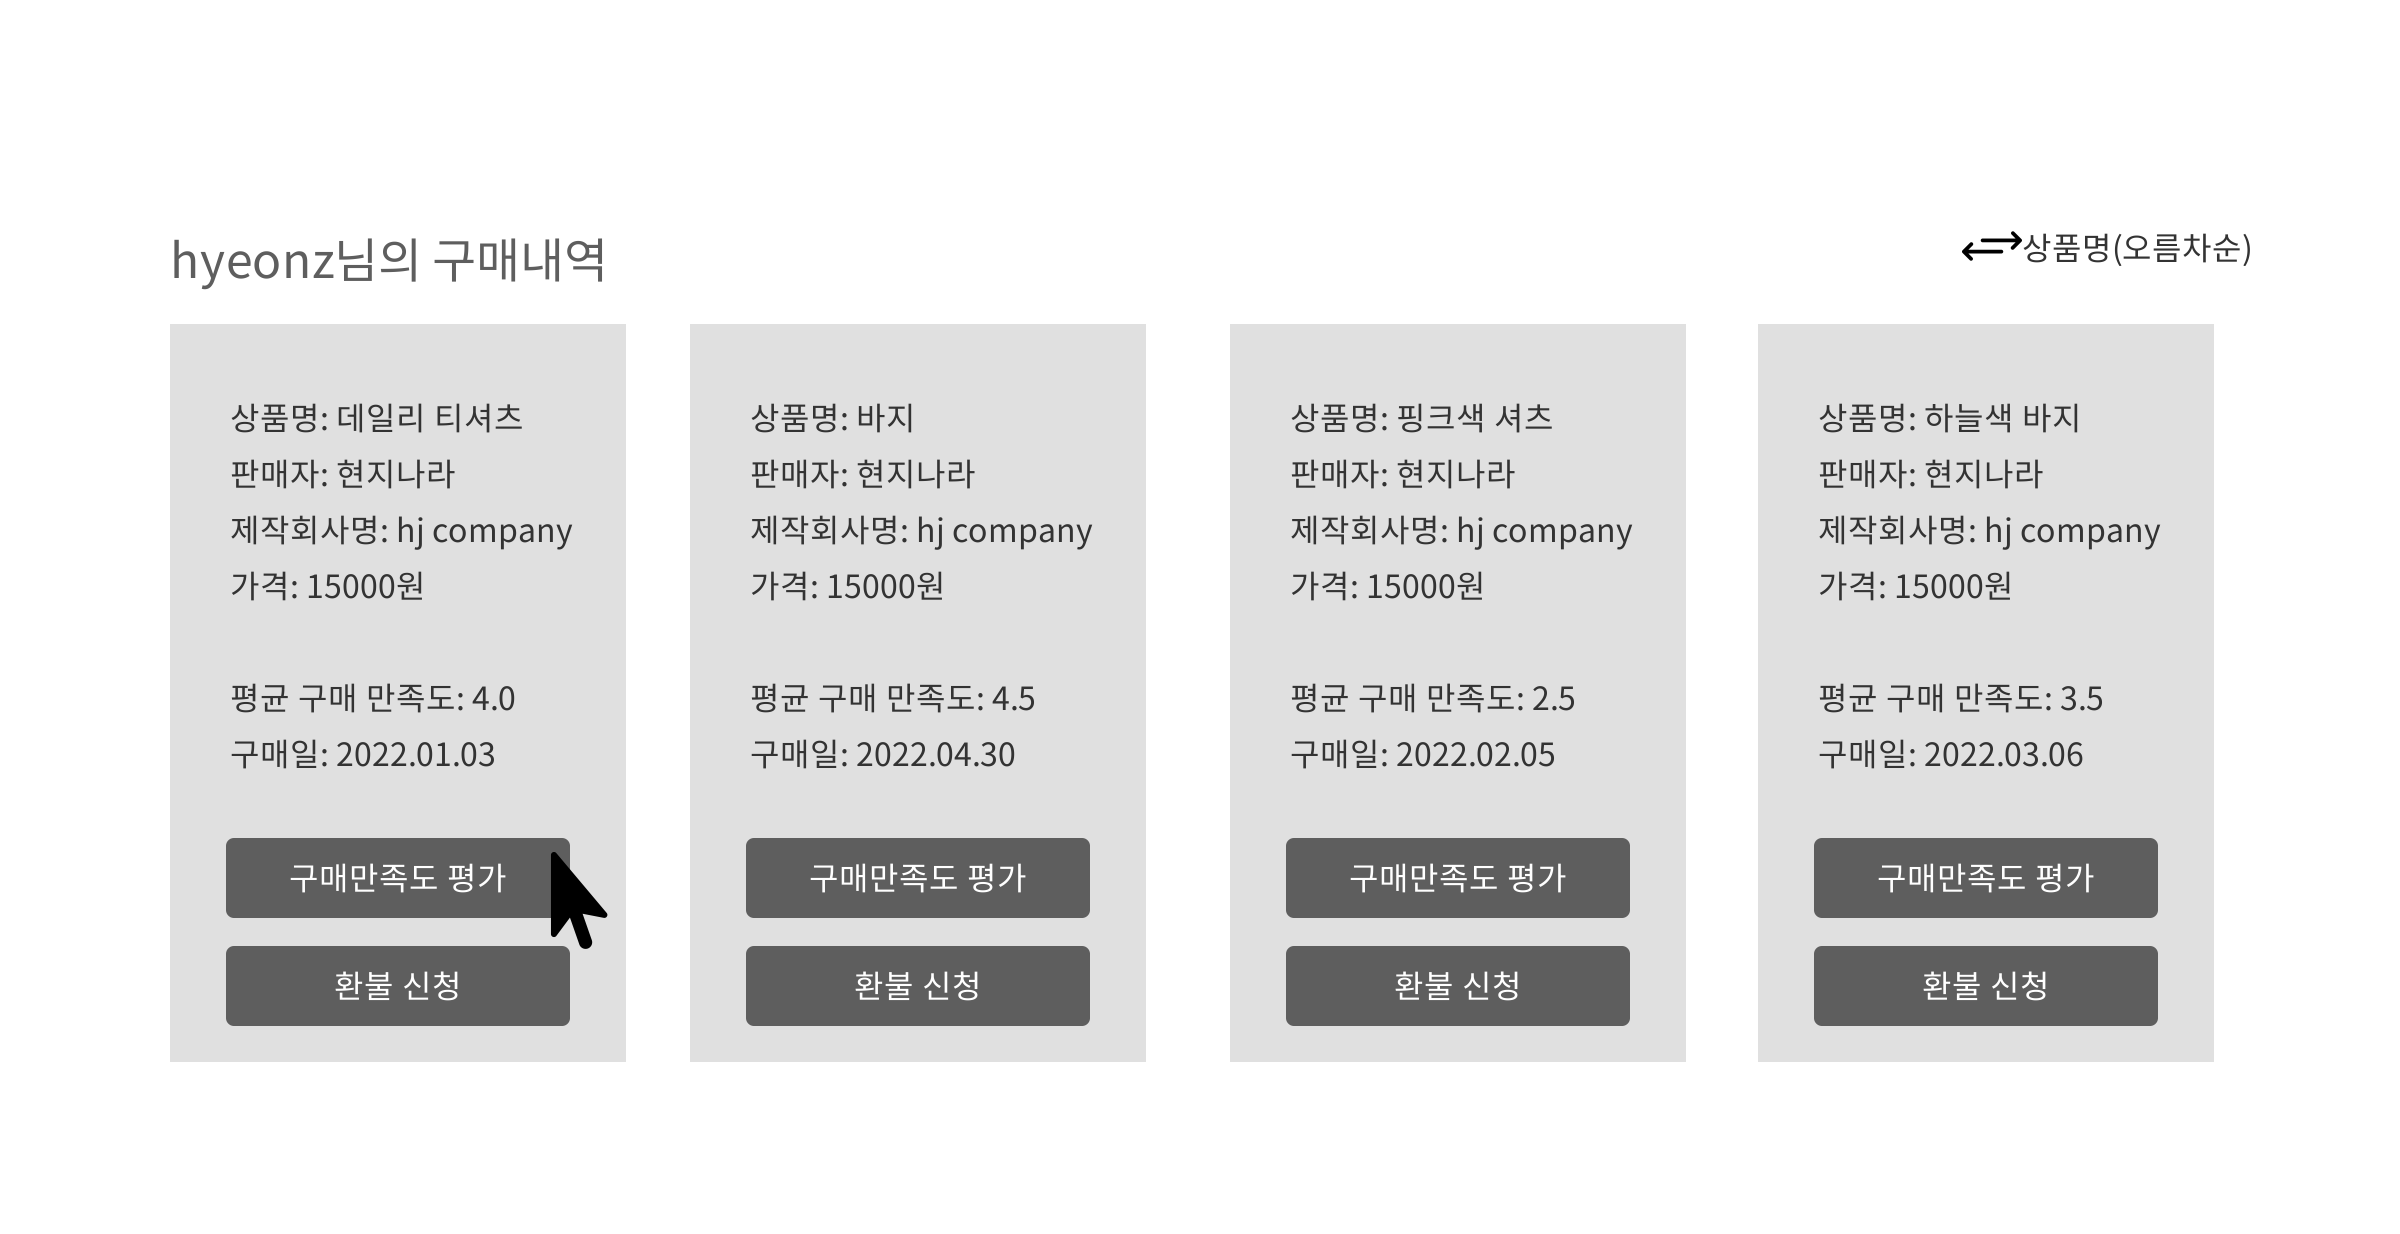 hyeonz님의 구매내역
상품명(오름차순)
상품명: 데일리 티셔츠
판매자: 현지나라
제작회사명: hj company
가격: 15000원
평균 구매 만족도: 4.0
구매일: 2022.01.03
구매만족도 평가
환불 신청
상품명: 바지
판매자: 현지나라
제작회사명: hj company
가격: 15000원
평균 구매 만족도: 4.5
구매일: 2022.04.30
구매만족도 평가
환불 신청
상품명: 핑크색 셔츠
판매자: 현지나라
제작회사명: hj company
가격: 15000원
평균 구매 만족도: 2.5
구매일: 2022.02.05
구매만족도 평가
환불 신청
상품명: 하늘색 바지
판매자: 현지나라
제작회사명: hj company
가격: 15000원
평균 구매 만족도: 3.5
구매일: 2022.03.06
구매만족도 평가
환불 신청